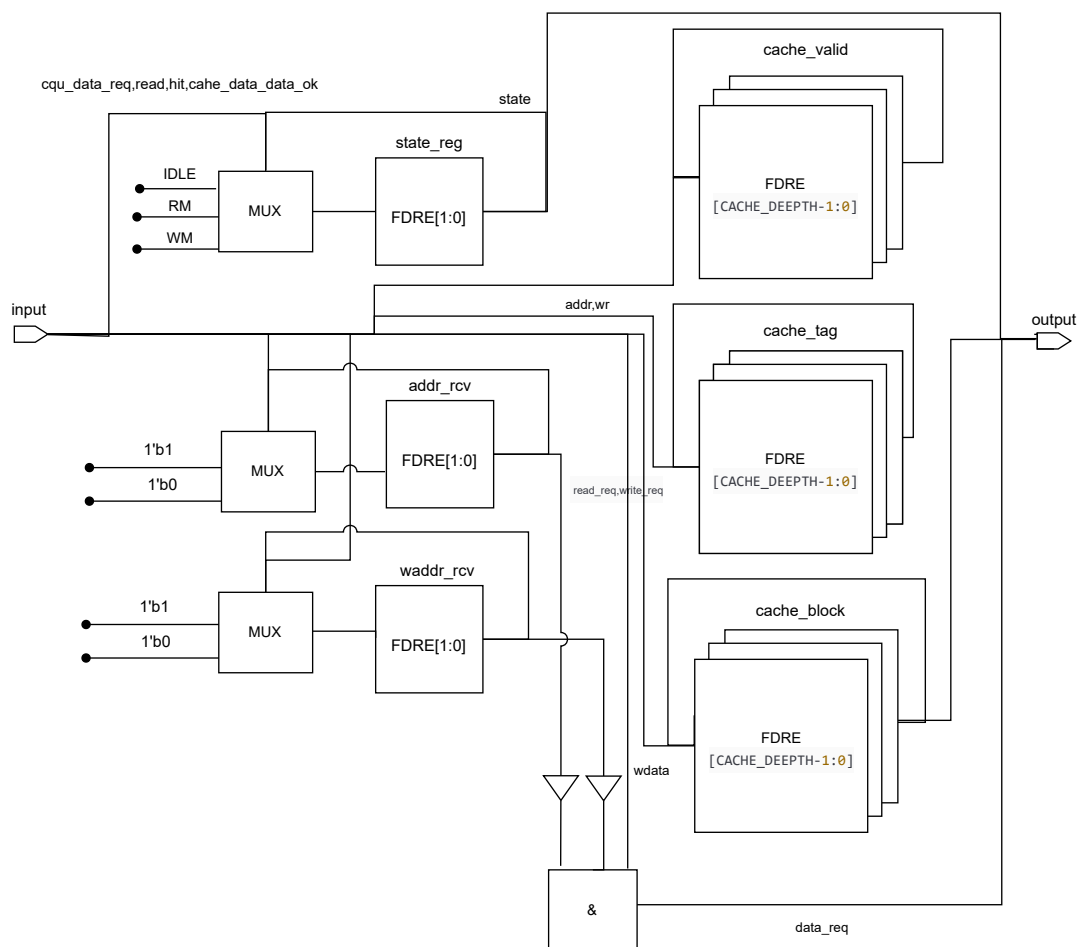 cache_valid
cqu_data_req,read,hit,cahe_data_data_ok
state
state_reg
IDLE
RM
WM
MUX
FDRE[1:0]
FDRE
[CACHE_DEEPTH-1:0]
input
addr,wr
output
cache_tag
addr_rcv
1'b1
1'b0
MUX
FDRE[1:0]
FDRE
[CACHE_DEEPTH-1:0]
read_req,write_req
waddr_rcv
1'b1
1'b0
MUX
FDRE[1:0]
cache_block
FDRE
[CACHE_DEEPTH-1:0]
wdata
&
data_req